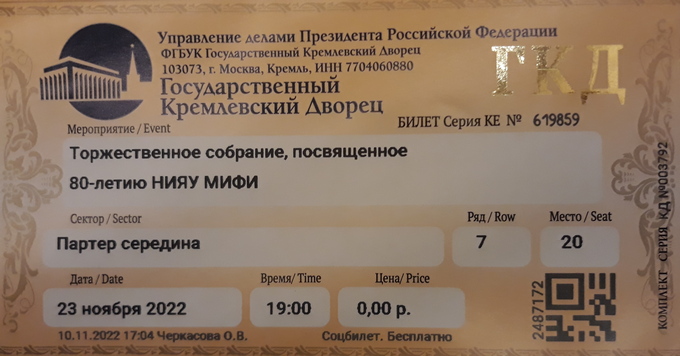 Управление делами Президента Российской Федерации
ФГБУК Государственный Кремлевский Дворец
103073, г. Москва, Кремль, ИНН 7704060880
Государственный
Кремлевский Дворец
ГКД
Мероприятие / Event
БИЛЕТ Серия КЕ № 619859
Торжественное собрание, посвященное
80-летию НИЯУ МИФИ
Сектор / Sector
Ряд / Row
Место / Seat
Партер середина
7
20
Дата / Date
Время/ Time
Цена/ Price
23 ноября 2022
19:00
0,00 р.
10.11.2022 17:04 Черкасова О.В.
Соцбилет. Бесплатно
2487172
КОМПЛЕКТ СЕРИЯ КД №003792